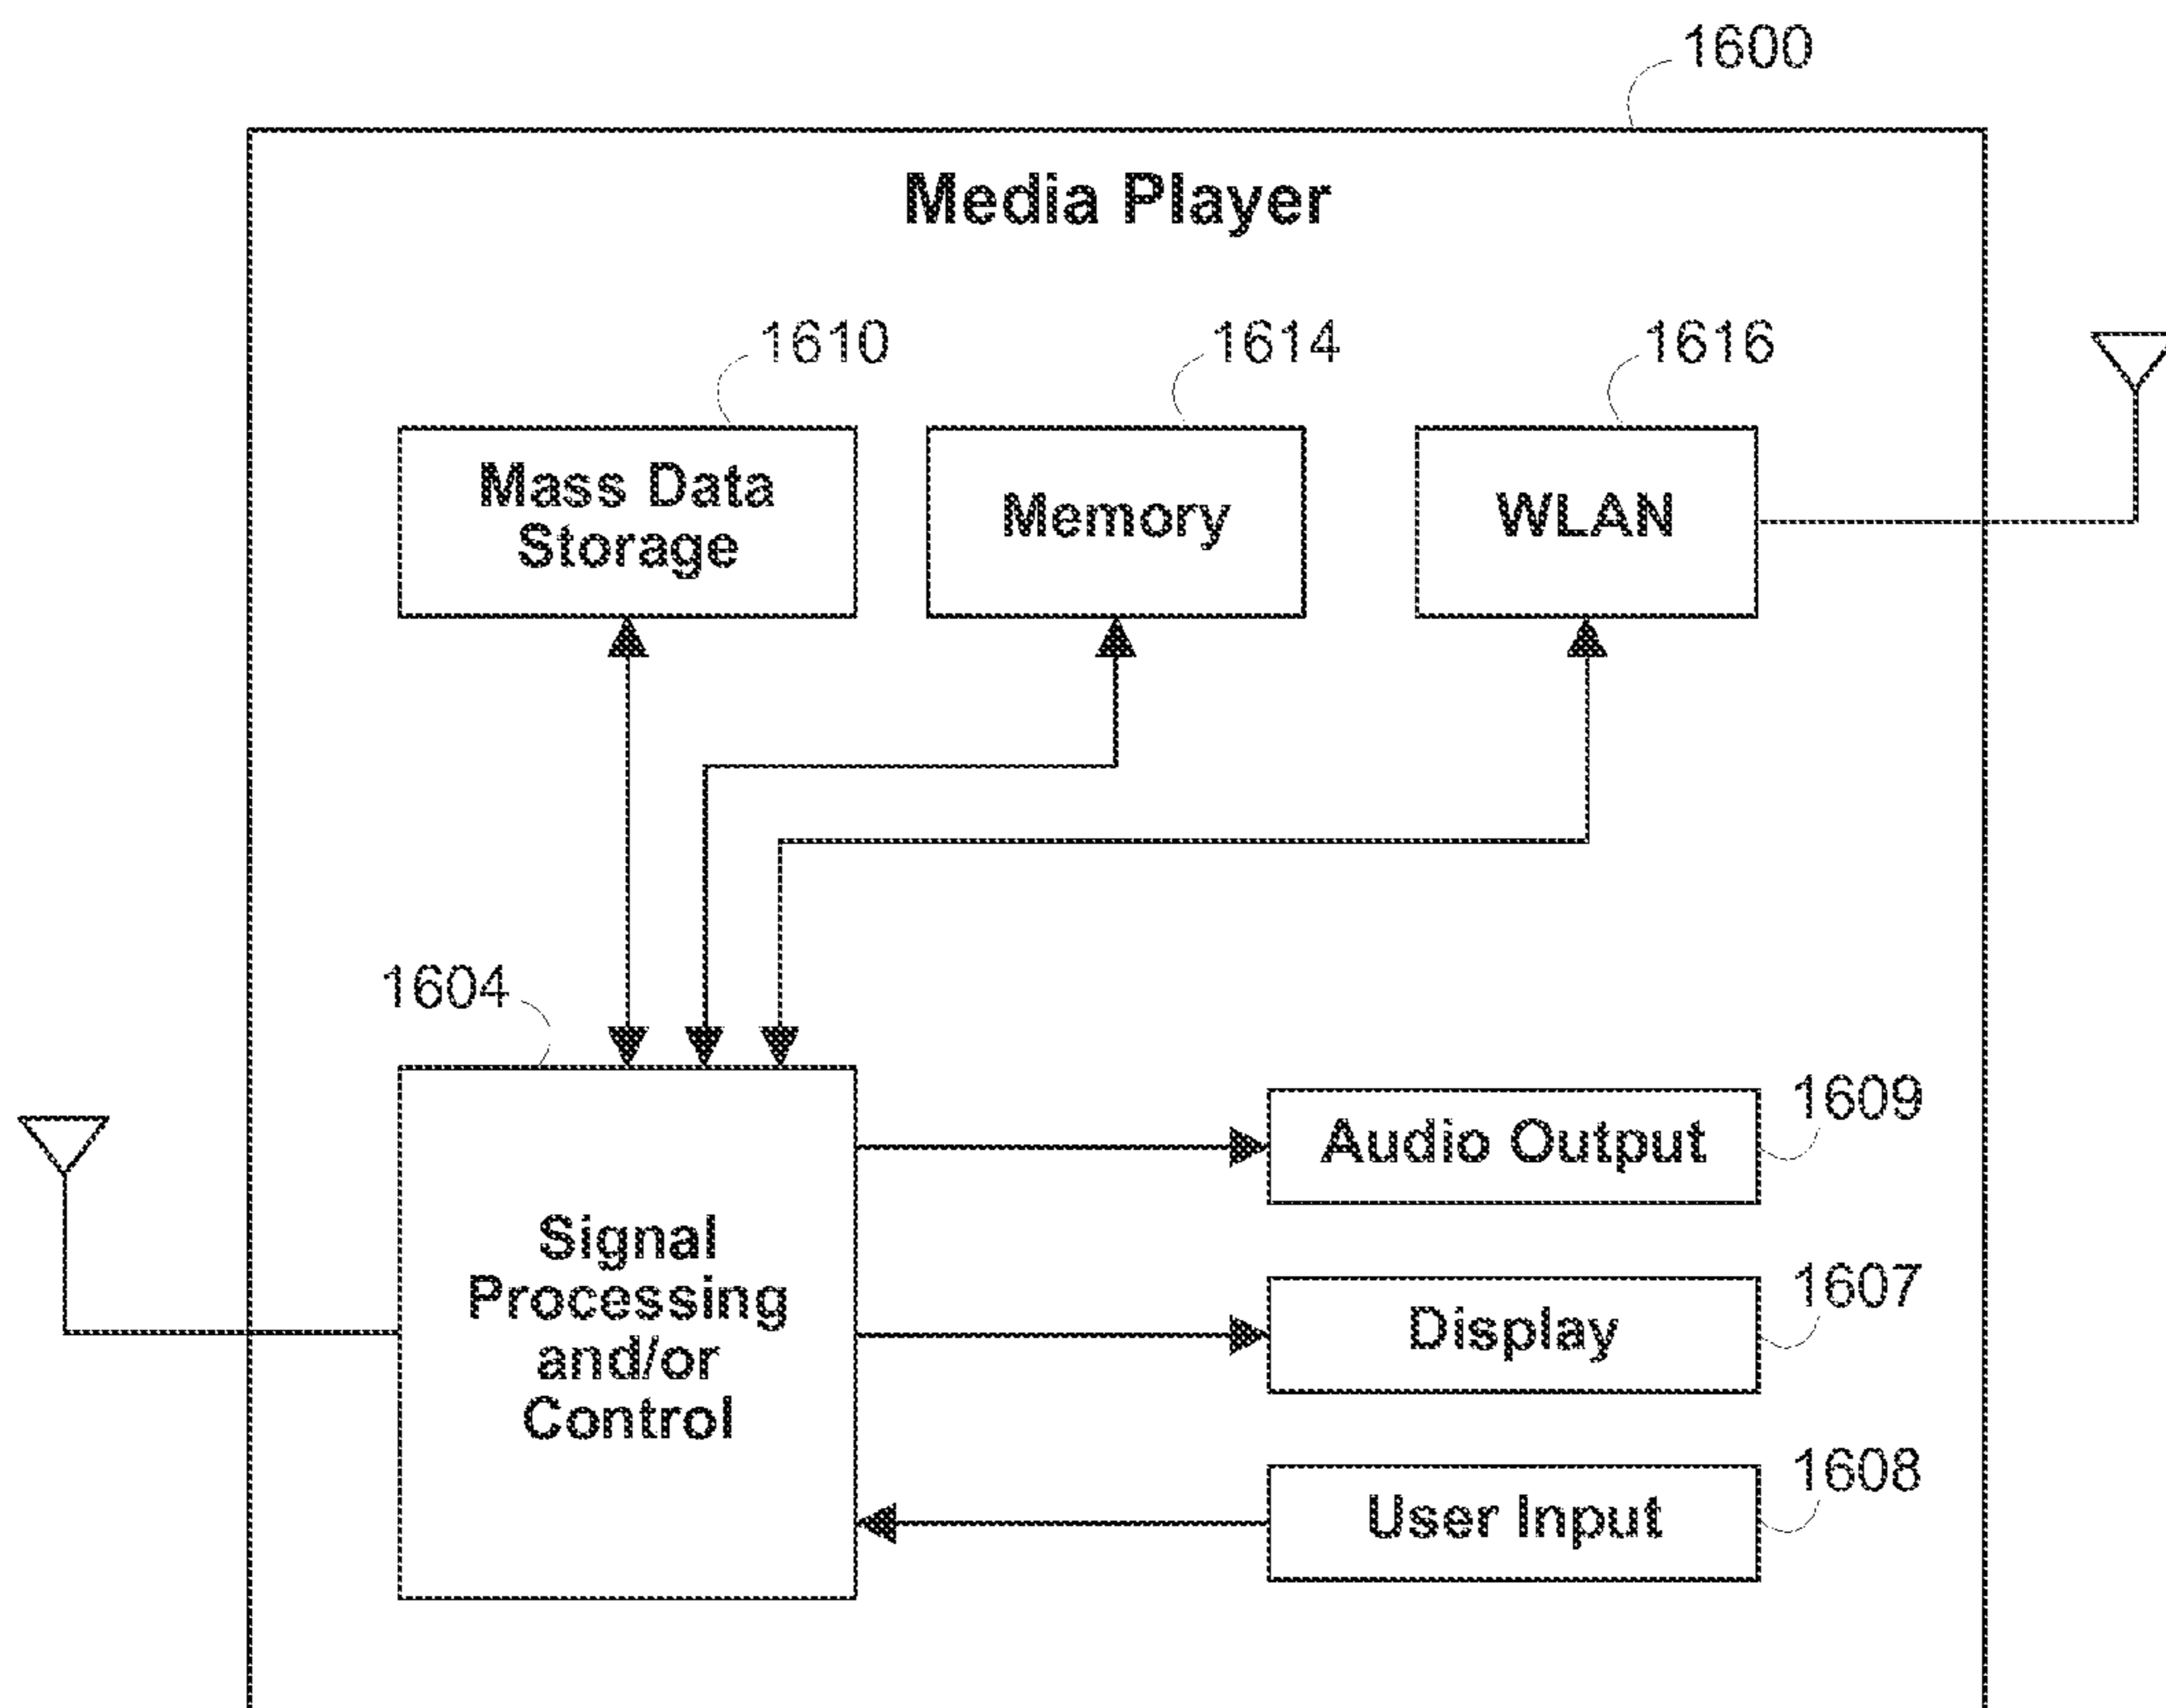 1600
Media Player
1610
1614
1616
Mass Data
Storage
Memory
WLAN
1604
Signal
Processing
and/or
Control
Audio Output
1609
Display
1607
User Input
1608